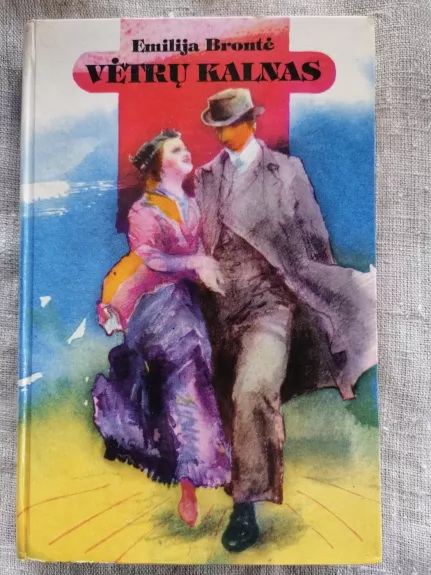 Emilija Brontė
VĖTRŲ KALNAS